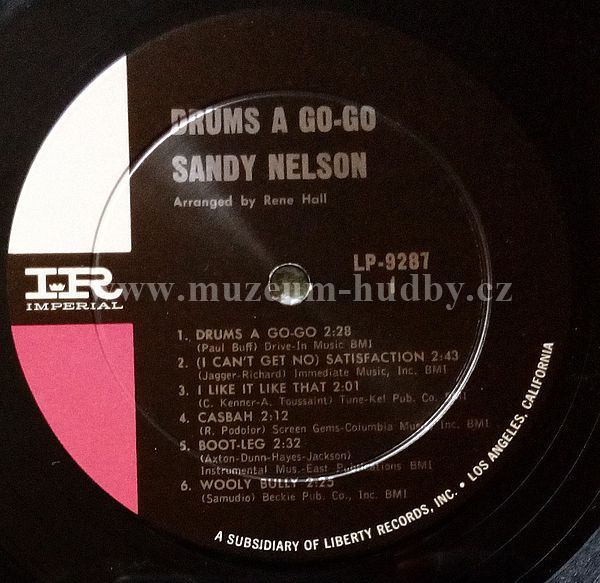 DRUMS A GO-GO
SANDY NELSON
Arranged by Rene Hall
LP-9287
1
IR
IMPERIAL
www.muzeum-hudby.cz
1. DRUMS A GO-GO 2:28
(Paul Buff) Drive-In Music BMI
2. (I CAN'T GET NO) SATISFACTION 2:43
(Jagger-Richard) Immediate Music, Inc. BMI
3. I LIKE IT LIKE THAT 2:01
(C. Kenner-A. Toussaint) Tune-Kel Pub. Co. BMI
4. CASBAH 2:12
(R. Podolor) Screen Gems-Columbia Music, Inc. BMI
5. BOOT-LEG 2:32
(Axton-Dunn-Hayes-Jackson)
Instrumental Mus.-East Publications BMI
6. WOOLY BULLY 2:25
(Samudio) Beckie Pub. Co., Inc. BMI
A SUBSIDIARY OF LIBERTY RECORDS, INC. • LOS ANGELES, CALIFORNIA